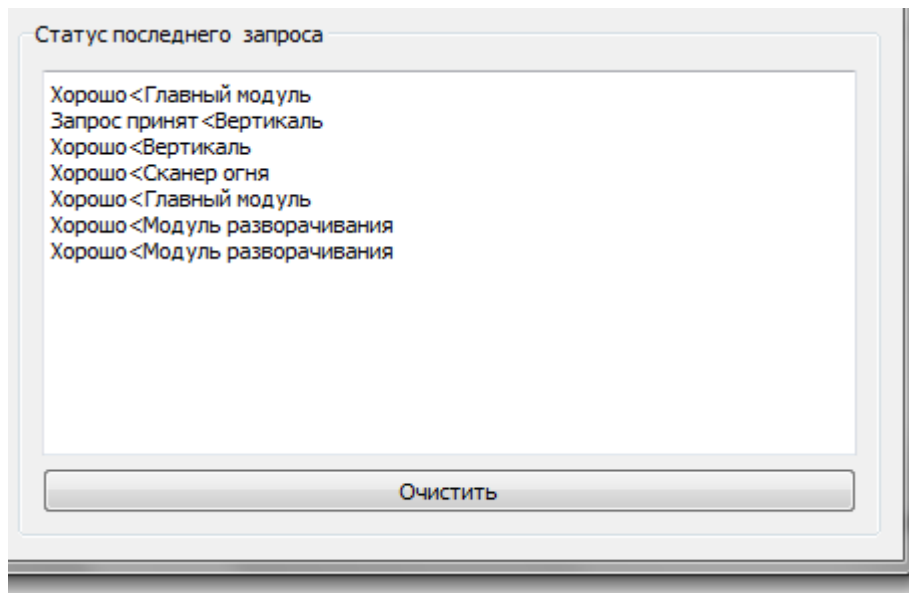 Статус последнего запроса
Хорошо<Главный модуль
Запрос принят<Вертикаль
Хорошо<Вертикаль
Хорошо<Сканер огня
Хорошо<Главный модуль
Хорошо<Модуль разворачивания
Хорошо<Модуль разворачивания
Очистить